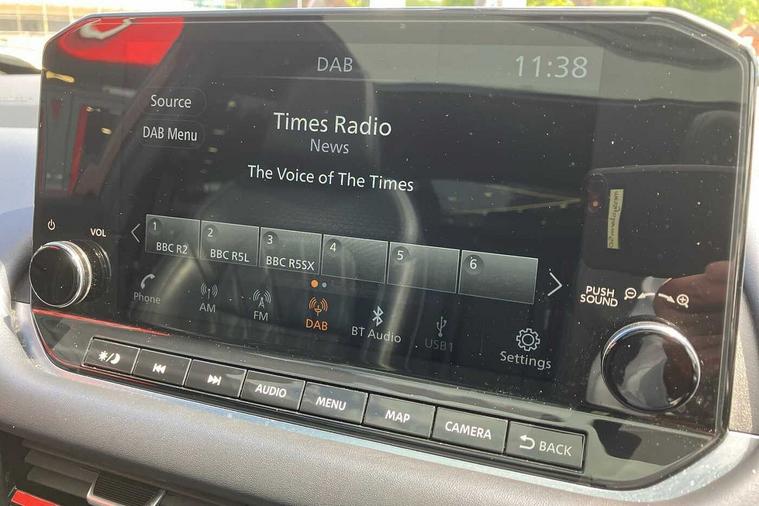 DAB
11:38
Source
DAB Menu
Times Radio
News
The Voice of The Times
VOL
1
BBC R2
2
BBC R5L
3
BBC R5SX
4
5
6
PUSH
SOUND
Phone
AM
FM
DAB
BT Audio
USB1
Settings
AUDIO
MENU
MAP
CAMERA
BACK